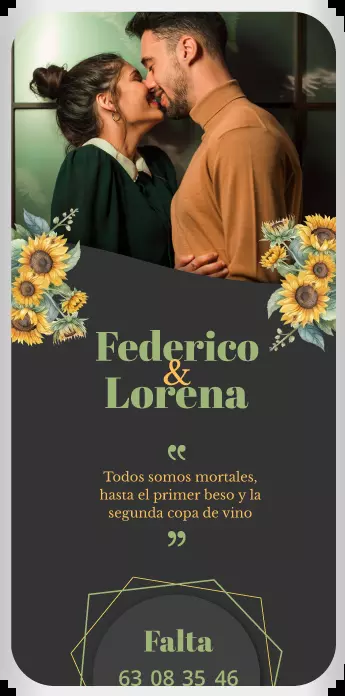 Federico
&
Lorena
“
Todos somos mortales,
hasta el primer beso y la
segunda copa de vino
”
Falta
63 08 35 46